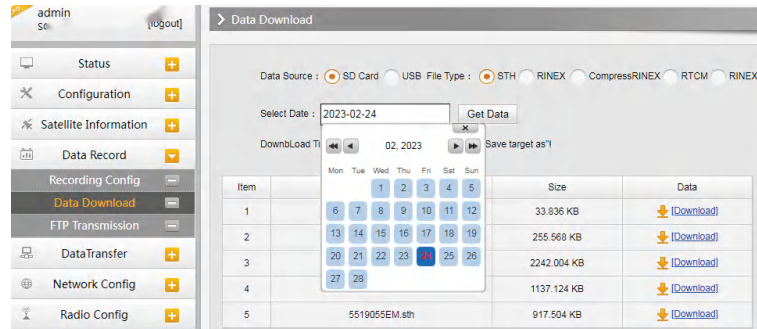 admin
[logout]
Status
Configuration
Satellite Information
Data Record
Recording Config
Data Download
FTP Transmission
DataTransfer
Network Config
Radio Config
Data Download
Data Source : SD Card USB File Type : STH RINEX CompressRINEX RTCM RINEX
Select Date : 2023-02-24 Get Data
DownbLoad Ti Save target as"!
02, 2023
Mon Tue Wed Thu Fri Sat Sun
1 2 3 4 5
6 7 8 9 10 11 12
13 14 15 16 17 18 19
20 21 22 23 24 25 26
27 28
Item Size Data
1 33.836 KB [Download]
2 255.568 KB [Download]
3 2242.004 KB [Download]
4 1137.124 KB [Download]
5 5519055EM.sth 917.504 KB [Download]